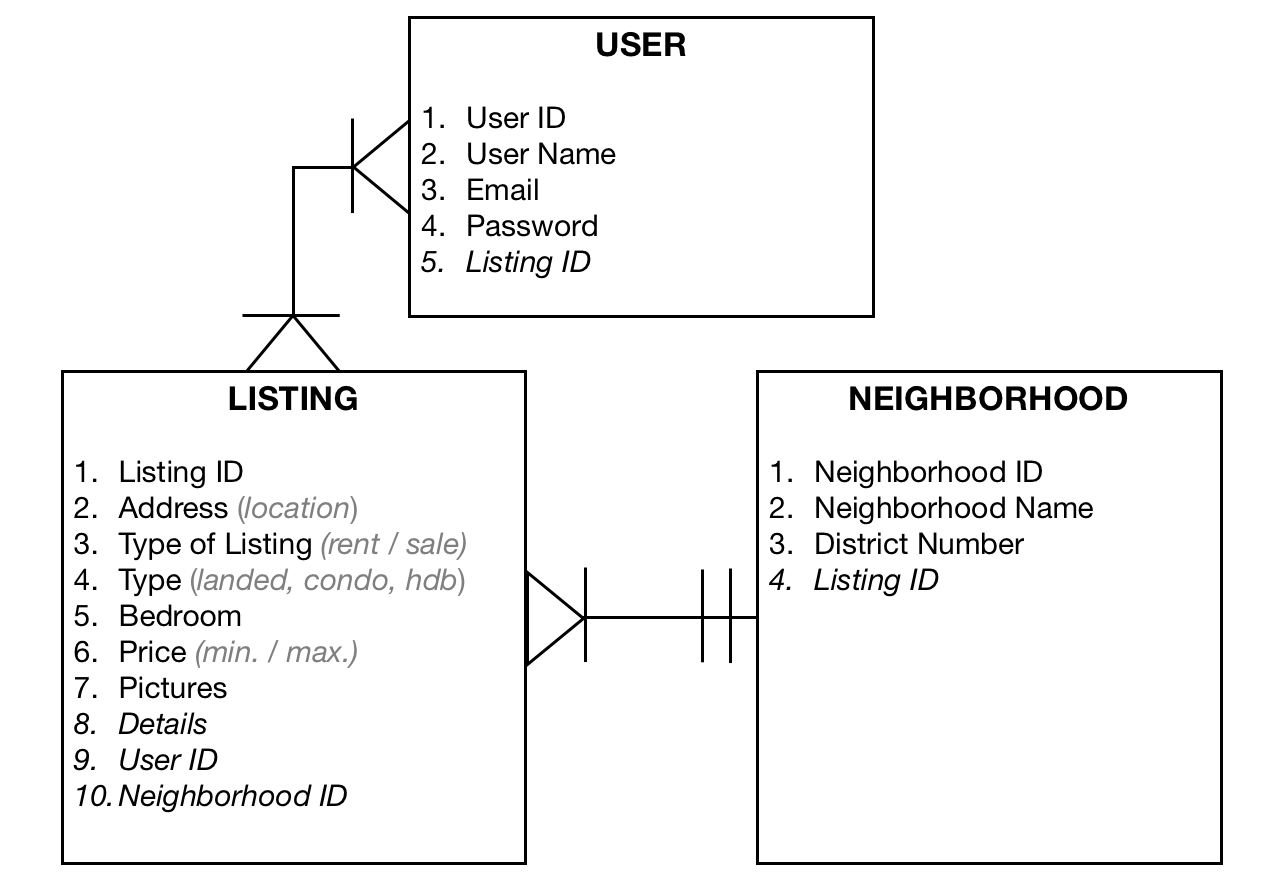 USER
1. User ID
2. User Name
3. Email
4. Password
5. Listing ID
LISTING
1. Listing ID
2. Address (location)
3. Type of Listing (rent / sale)
4. Type (landed, condo, hdb)
5. Bedroom
6. Price (min. / max.)
7. Pictures
8. Details
9. User ID
10. Neighborhood ID
NEIGHBORHOOD
1. Neighborhood ID
2. Neighborhood Name
3. District Number
4. Listing ID